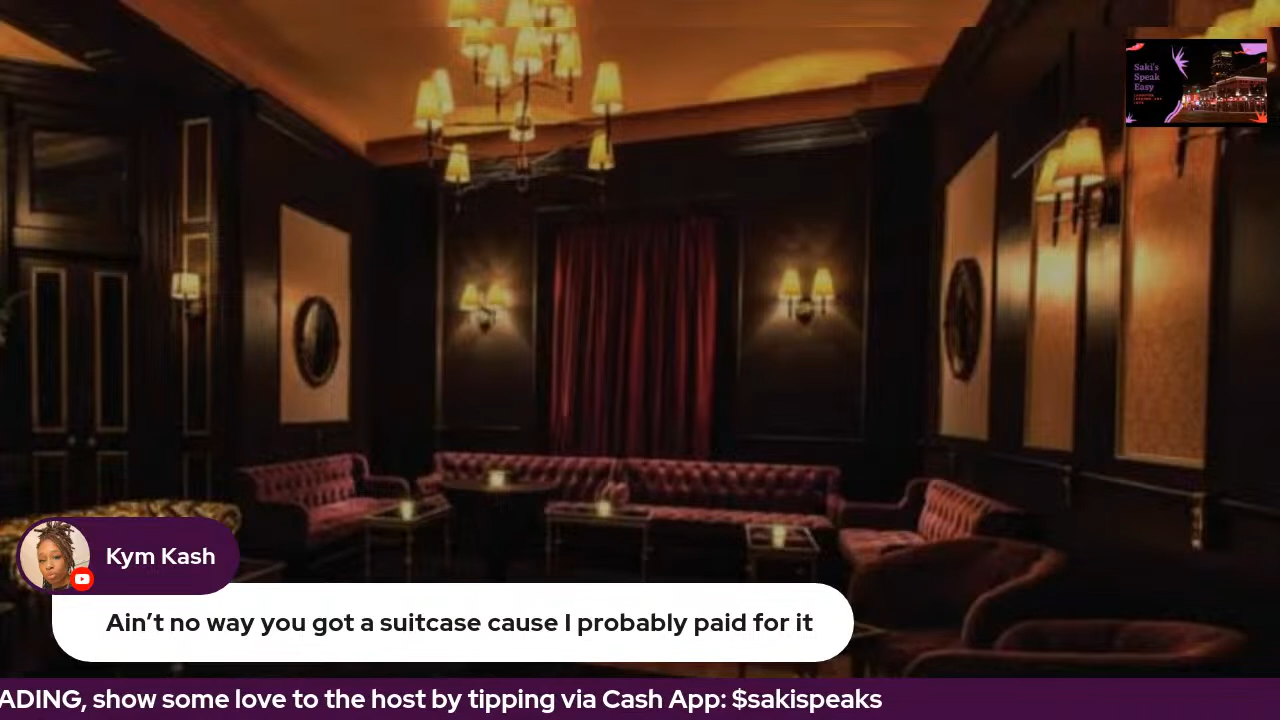 Saki's
Speak
Easy
Kym Kash
Ain't no way you got a suitcase cause I probably paid for it
ADING, show some love to the host by tipping via Cash App: $sakispeaks